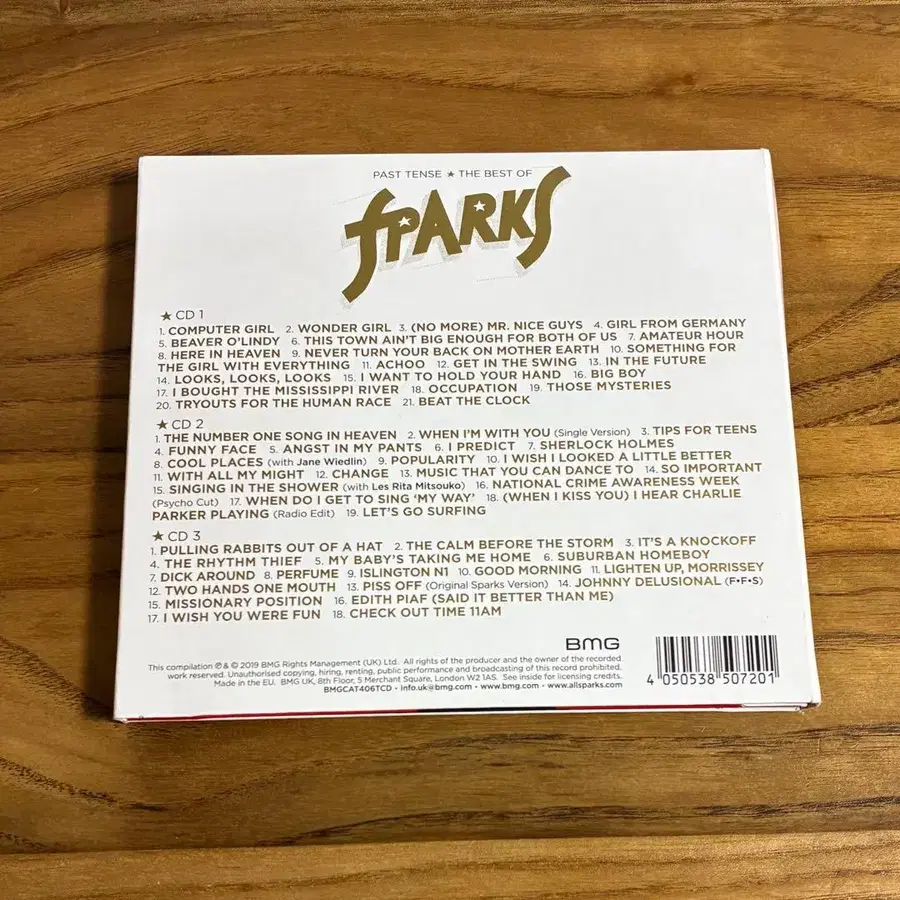 PAST TENSE ★ THE BEST OF
SPARKS
★ CD 1
1. COMPUTER GIRL 2. WONDER GIRL 3. (NO MORE) MR. NICE GUYS 4. GIRL FROM GERMANY
5. BEAVER O'LINDY 6. THIS TOWN AIN'T BIG ENOUGH FOR BOTH OF US 7. AMATEUR HOUR
8. HERE IN HEAVEN 9. NEVER TURN YOUR BACK ON MOTHER EARTH 10. SOMETHING FOR
THE GIRL WITH EVERYTHING 11. ACHOO 12. GET IN THE SWING 13. IN THE FUTURE
14. LOOKS, LOOKS, LOOKS 15. I WANT TO HOLD YOUR HAND 16. BIG BOY
17. I BOUGHT THE MISSISSIPPI RIVER 18. OCCUPATION 19. THOSE MYSTERIES
20. TRYOUTS FOR THE HUMAN RACE 21. BEAT THE CLOCK
★ CD 2
1. THE NUMBER ONE SONG IN HEAVEN 2. WHEN I'M WITH YOU (Single Version) 3. TIPS FOR TEENS
4. FUNNY FACE 5. ANGST IN MY PANTS 6. I PREDICT 7. SHERLOCK HOLMES
8. COOL PLACES (with Jane Wiedlin) 9. POPULARITY 10. I WISH I LOOKED A LITTLE BETTER
11. WITH ALL MY MIGHT 12. CHANGE 13. MUSIC THAT YOU CAN DANCE TO 14. SO IMPORTANT
15. SINGING IN THE SHOWER (with Les Rita Mitsouko) 16. NATIONAL CRIME AWARENESS WEEK
(Psycho Cut) 17. WHEN DO I GET TO SING 'MY WAY' 18. (WHEN I KISS YOU) I HEAR CHARLIE
PARKER PLAYING (Radio Edit) 19. LET'S GO SURFING
★ CD 3
1. PULLING RABBITS OUT OF A HAT 2. THE CALM BEFORE THE STORM 3. IT'S A KNOCKOFF
4. THE RHYTHM THIEF 5. MY BABY'S TAKING ME HOME 6. SUBURBAN HOMEBOY
7. DICK AROUND 8. PERFUME 9. ISLINGTON N1 10. GOOD MORNING 11. LIGHTEN UP, MORRISSEY
12. TWO HANDS ONE MOUTH 13. PISS OFF (Original Sparks Version) 14. JOHNNY DELUSIONAL (F•F•S)
15. MISSIONARY POSITION 16. EDITH PIAF (SAID IT BETTER THAN ME)
17. I WISH YOU WERE FUN 18. CHECK OUT TIME 11AM
BMG
This compilation ℗ & © 2019 BMG Rights Management (UK) Ltd. All rights of the producer and the owner of the recorded
work reserved. Unauthorised copying, hiring, renting, public performance and broadcasting of this record prohibited.
Made in the EU. BMG UK, 8th Floor, 5 Merchant Square, London W2 1AS. See inside for licensing credits.
BMGCAT406TCD • info.uk@bmg.com • www.bmg.com • www.allsparks.com
4 050538 507201